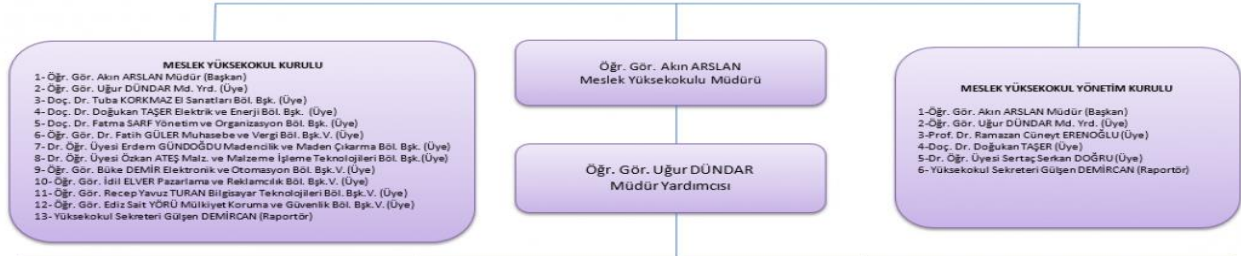 MESLEK YÜKSEKOKUL KURULU
1- Öğr. Gör. Akın ARSLAN Müdür (Başkan)
2- Öğr. Gör. Uğur DÜNDAR Md. Yrd. (Üye)
3- Doç. Dr. Tuba KORKMAZ El Sanatları Böl. Bşk. (Üye)
4- Doç. Dr. Doğukan TAŞER Elektrik ve Enerji Böl. Bşk. (Üye)
5- Doç. Dr. Fatma SARF Yönetim ve Organizasyon Böl. Bşk. (Üye)
6- Öğr. Gör. Dr. Fatih GÜLER Muhasebe ve Vergi Böl. Bşk.V. (Üye)
7- Dr. Öğr. Üyesi Erdem GÜNDOĞDU Madencilik ve Maden Çıkarma Böl. Bşk. (Üye)
8- Dr. Öğr. Üyesi Özkan ATEŞ Malz. ve Malzeme İşleme Teknolojileri Böl. Bşk.(Üye)
9- Öğr. Gör. Büke DEMİR Elektronik ve Otomasyon Böl. Bşk.V. (Üye)
10- Öğr. Gör. İdil ELVER Pazarlama ve Reklamcılık Böl. Bşk.V. (Üye)
11- Öğr. Gör. Recep Yavuz TURAN Bilgisayar Teknolojileri Böl. Bşk.V. (Üye)
12- Öğr. Gör. Ediz Sait YÖRÜ Mülkiyet Koruma ve Güvenlik Böl. Bşk.V. (Üye)
13- Yüksekokul Sekreteri Gülşen DEMİRCAN (Raportör)
Öğr. Gör. Akın ARSLAN
Meslek Yüksekokulu Müdürü
Öğr. Gör. Uğur DÜNDAR
Müdür Yardımcısı
MESLEK YÜKSEKOKUL YÖNETİM KURULU
1-Öğr. Gör. Akın ARSLAN Müdür (Başkan)
2-Öğr. Gör. Uğur DÜNDAR Md. Yrd. (Üye)
3-Prof. Dr. Ramazan Cüneyt ERENOĞLU (Üye)
4-Doç. Dr. Doğukan TAŞER (Üye)
5-Dr. Öğr. Üyesi Sertaç Serkan DOĞRU (Üye)
6- Yüksekokul Sekreteri Gülşen DEMİRCAN (Raportör)